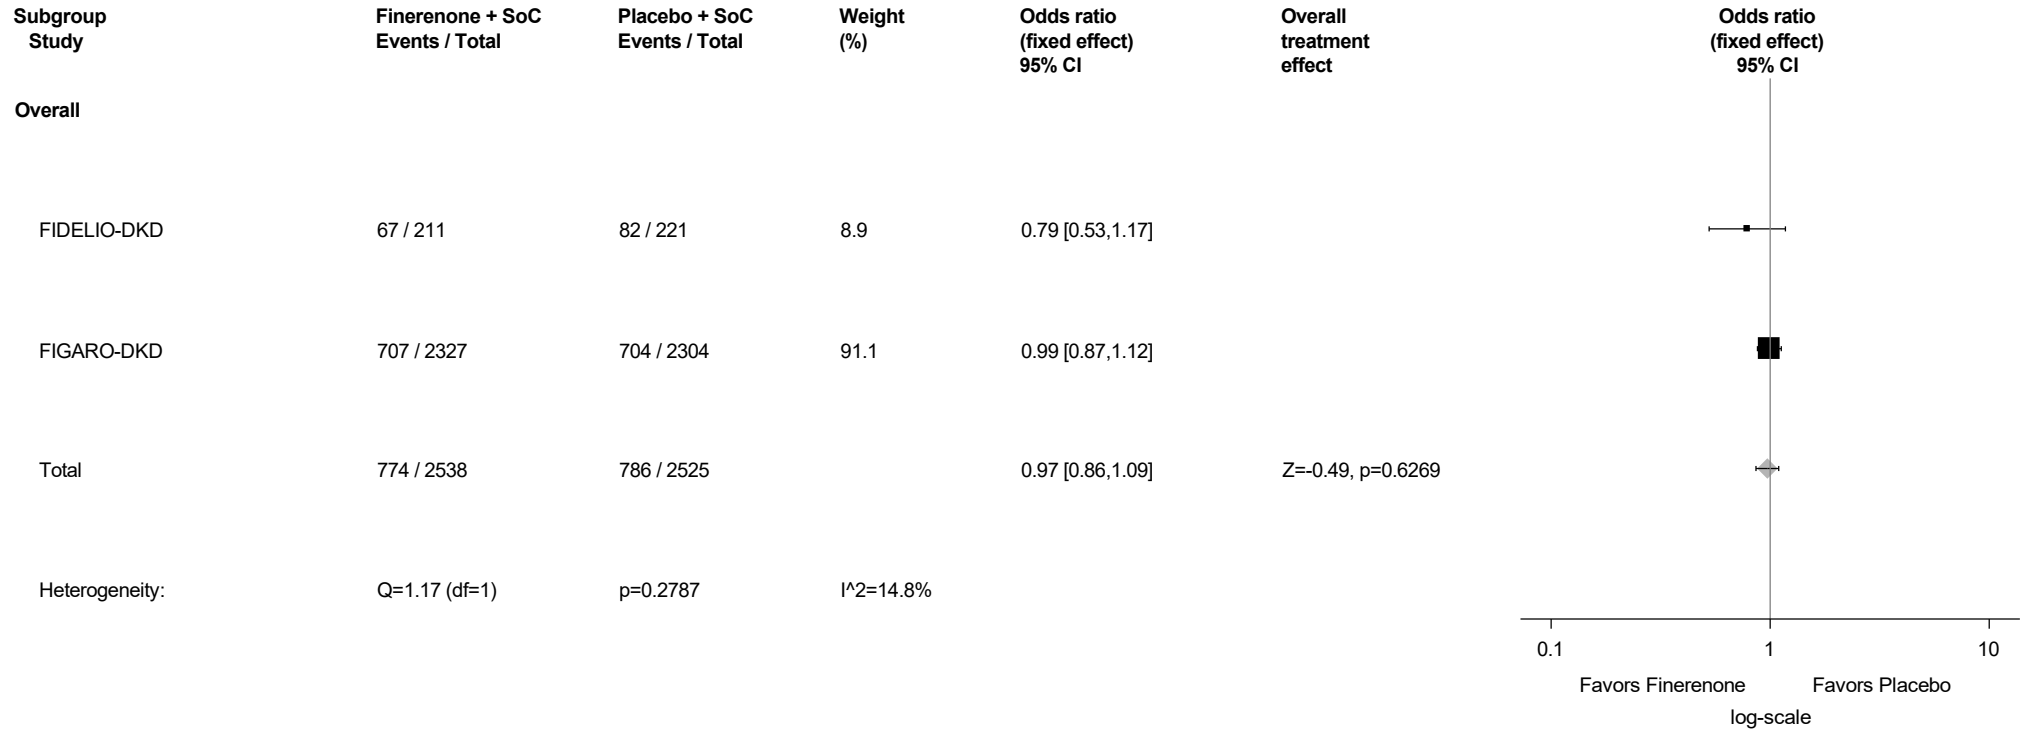 Subgroup Finerenone + SoC Placebo + SoC Weight Odds ratio Overall Odds ratio
Study Events / Total Events / Total (%) (fixed effect) treatment (fixed effect)
95% CI effect 95% CI
Overall
FIDELIO-DKD 67 / 211 82 / 221 8.9 0.79 [0.53,1.17]
FIGARO-DKD 707 / 2327 704 / 2304 91.1 0.99 [0.87,1.12]
Total 774 / 2538 786 / 2525 0.97 [0.86,1.09] Z=-0.49, p=0.6269
Heterogeneity: Q=1.17 (df=1) p=0.2787 I^2=14.8%
0.1 1 10
Favors Finerenone Favors Placebo
log-scale